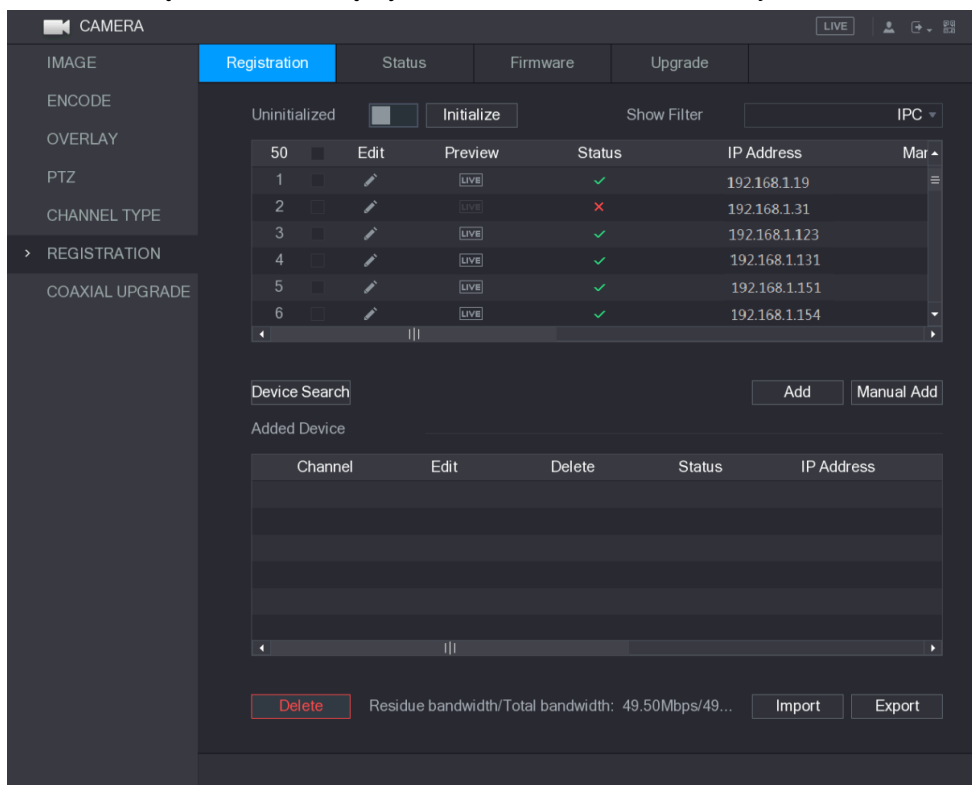 CAMERA LIVE
IMAGE
ENCODE
OVERLAY
PTZ
CHANNEL TYPE
REGISTRATION
COAXIAL UPGRADE
Registration Status Firmware Upgrade
Uninitialized Initialize Show Filter IPC
50 Edit Preview Status IP Address Mar
1 LIVE 192.168.1.19
2 LIVE 192.168.1.31
3 LIVE 192.168.1.123
4 LIVE 192.168.1.131
5 LIVE 192.168.1.151
6 LIVE 192.168.1.154
Device Search Add Manual Add
Added Device
Channel Edit Delete Status IP Address
Delete Residue bandwidth/Total bandwidth: 49.50Mbps/49... Import Export